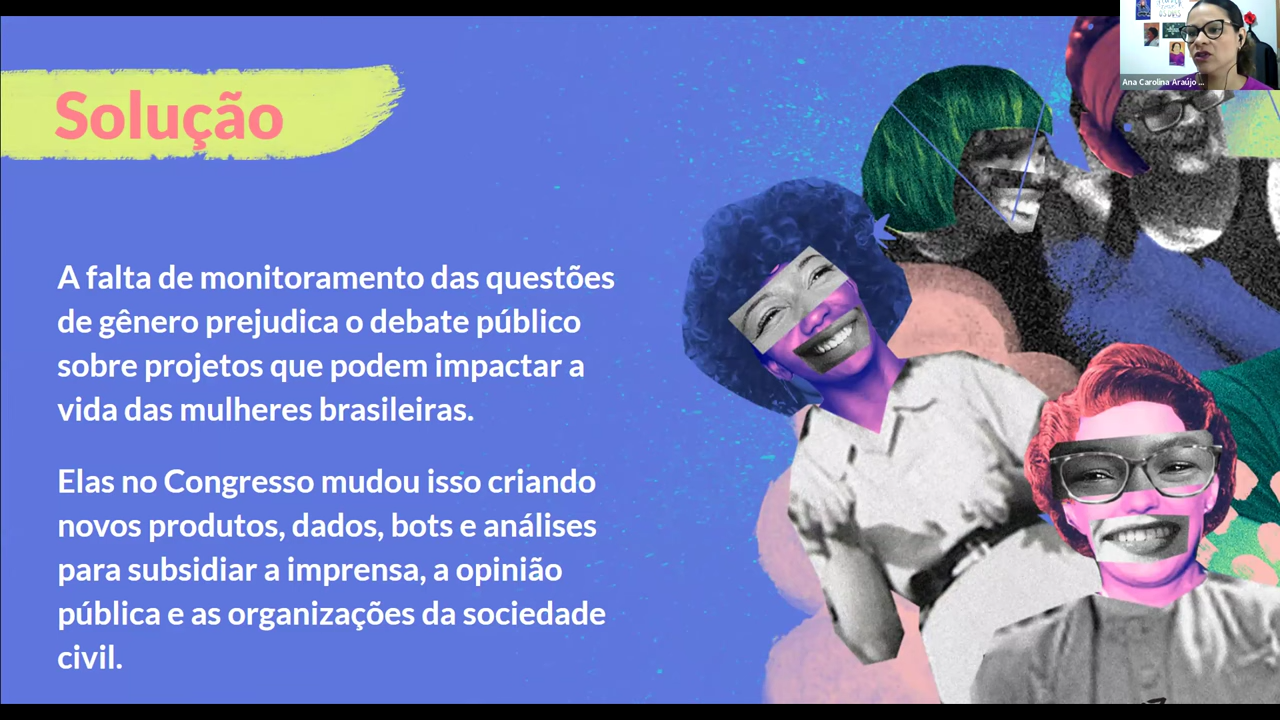 Solução
A falta de monitoramento das questões
de gênero prejudica o debate público
sobre projetos que podem impactar a
vida das mulheres brasileiras.
Elas no Congresso mudou isso criando
novos produtos, dados, bots e análises
para subsidiar a imprensa, a opinião
pública e as organizações da sociedade
civil.
Ana Carolina Araújo ...